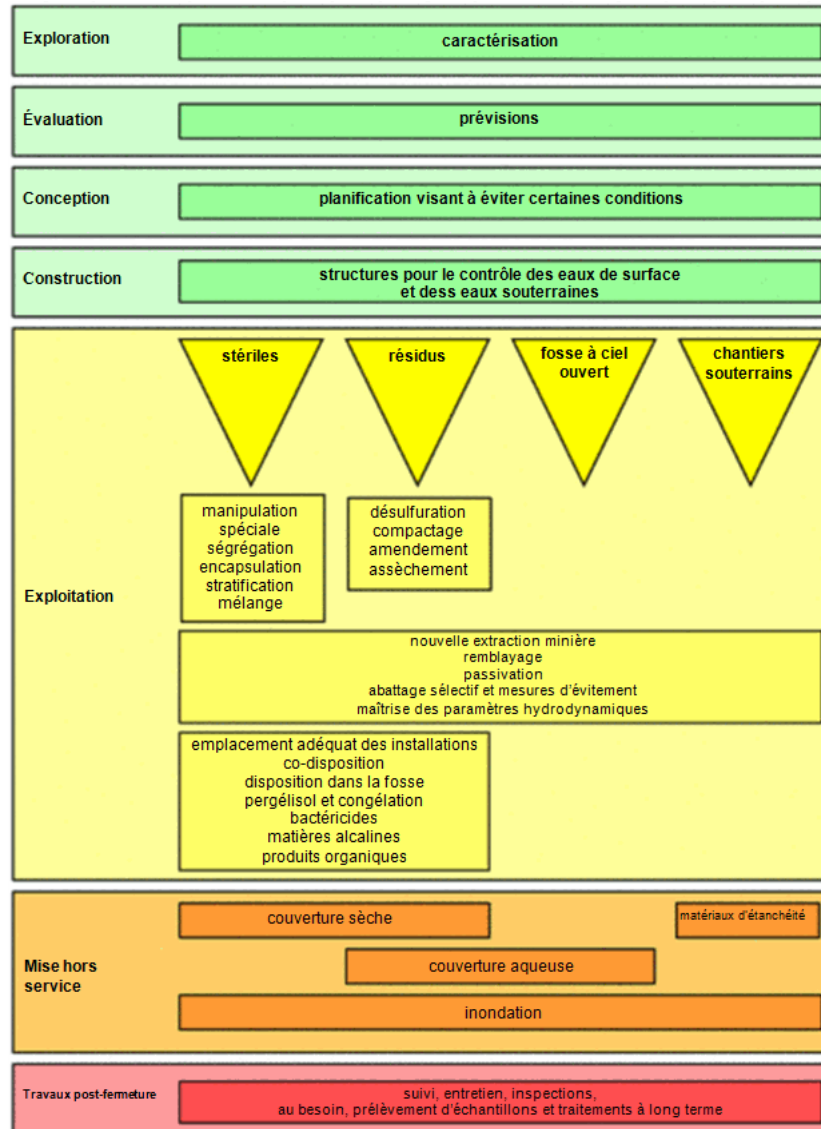 Exploration
caractérisation
Évaluation
prévisions
Conception
planification visant à éviter certaines conditions
Construction
structures pour le contrôle des eaux de surface
et dess eaux souterraines
Exploitation
stériles
résidus
fosse à ciel
ouvert
chantiers
souterrains
manipulation
spéciale
ségrégation
encapsulation
stratification
mélange
désulfuration
compactage
amendement
assèchement
nouvelle extraction minière
remblayage
passivation
abattage sélectif et mesures d'évitement
maîtrise des paramètres hydrodynamiques
emplacement adéquat des installations
co-disposition
disposition dans la fosse
pergélisol et congélation
bactéricides
matières alcalines
produits organiques
Mise hors
service
couverture sèche
matériaux d'étanchéité
couverture aqueuse
inondation
Travaux post-fermeture
suivi, entretien, inspections,
au besoin, prélèvement d'échantillons et traitements à long terme